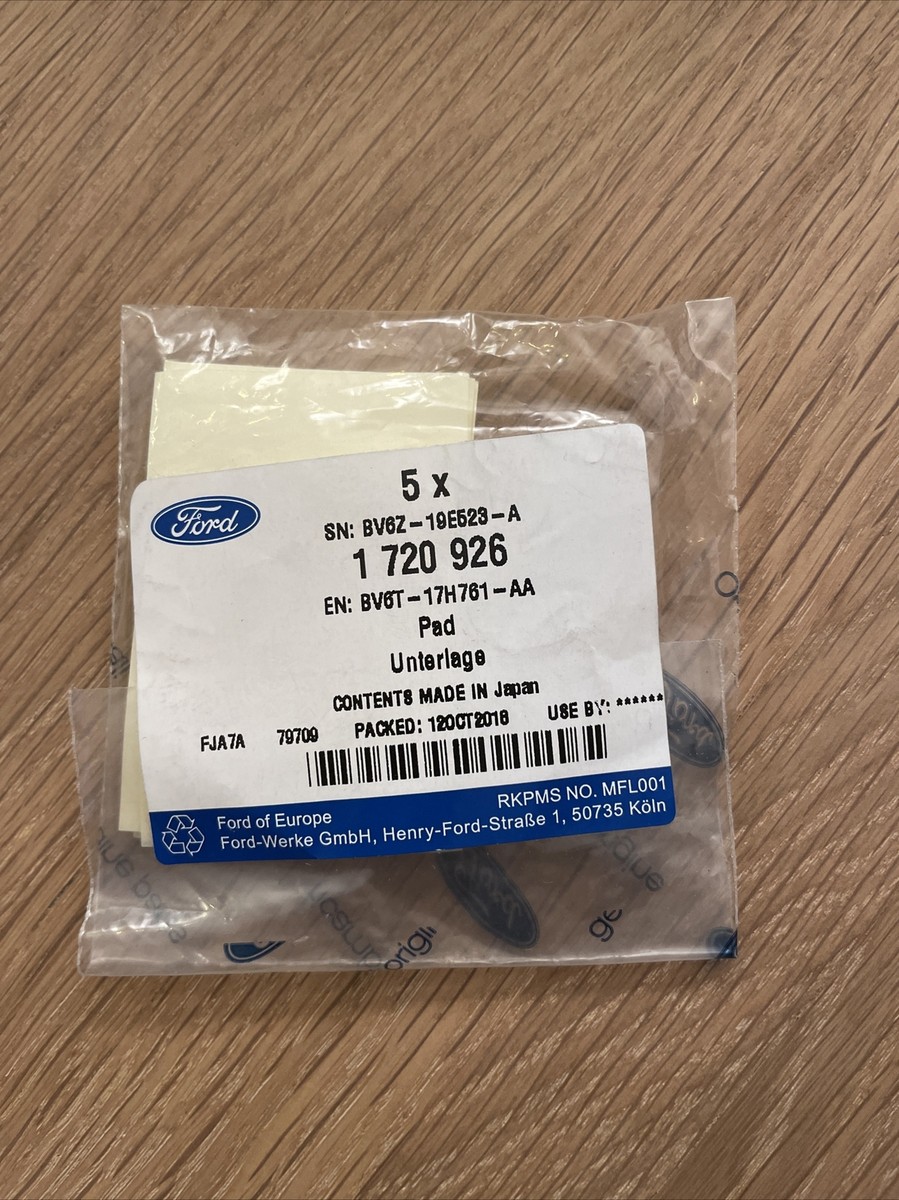 5 x
Ford
SN: BV6Z-19E523-A
1 720 926
EN: BV6T-17H761-AA
Pad
Unterlage
CONTENTS MADE IN Japan
FJA7A 79709 PACKED: 12OCT2016 USE BY: ******
RKPMS NO. MFL001
Ford of Europe
Ford-Werke GmbH, Henry-Ford-Straße 1, 50735 Köln